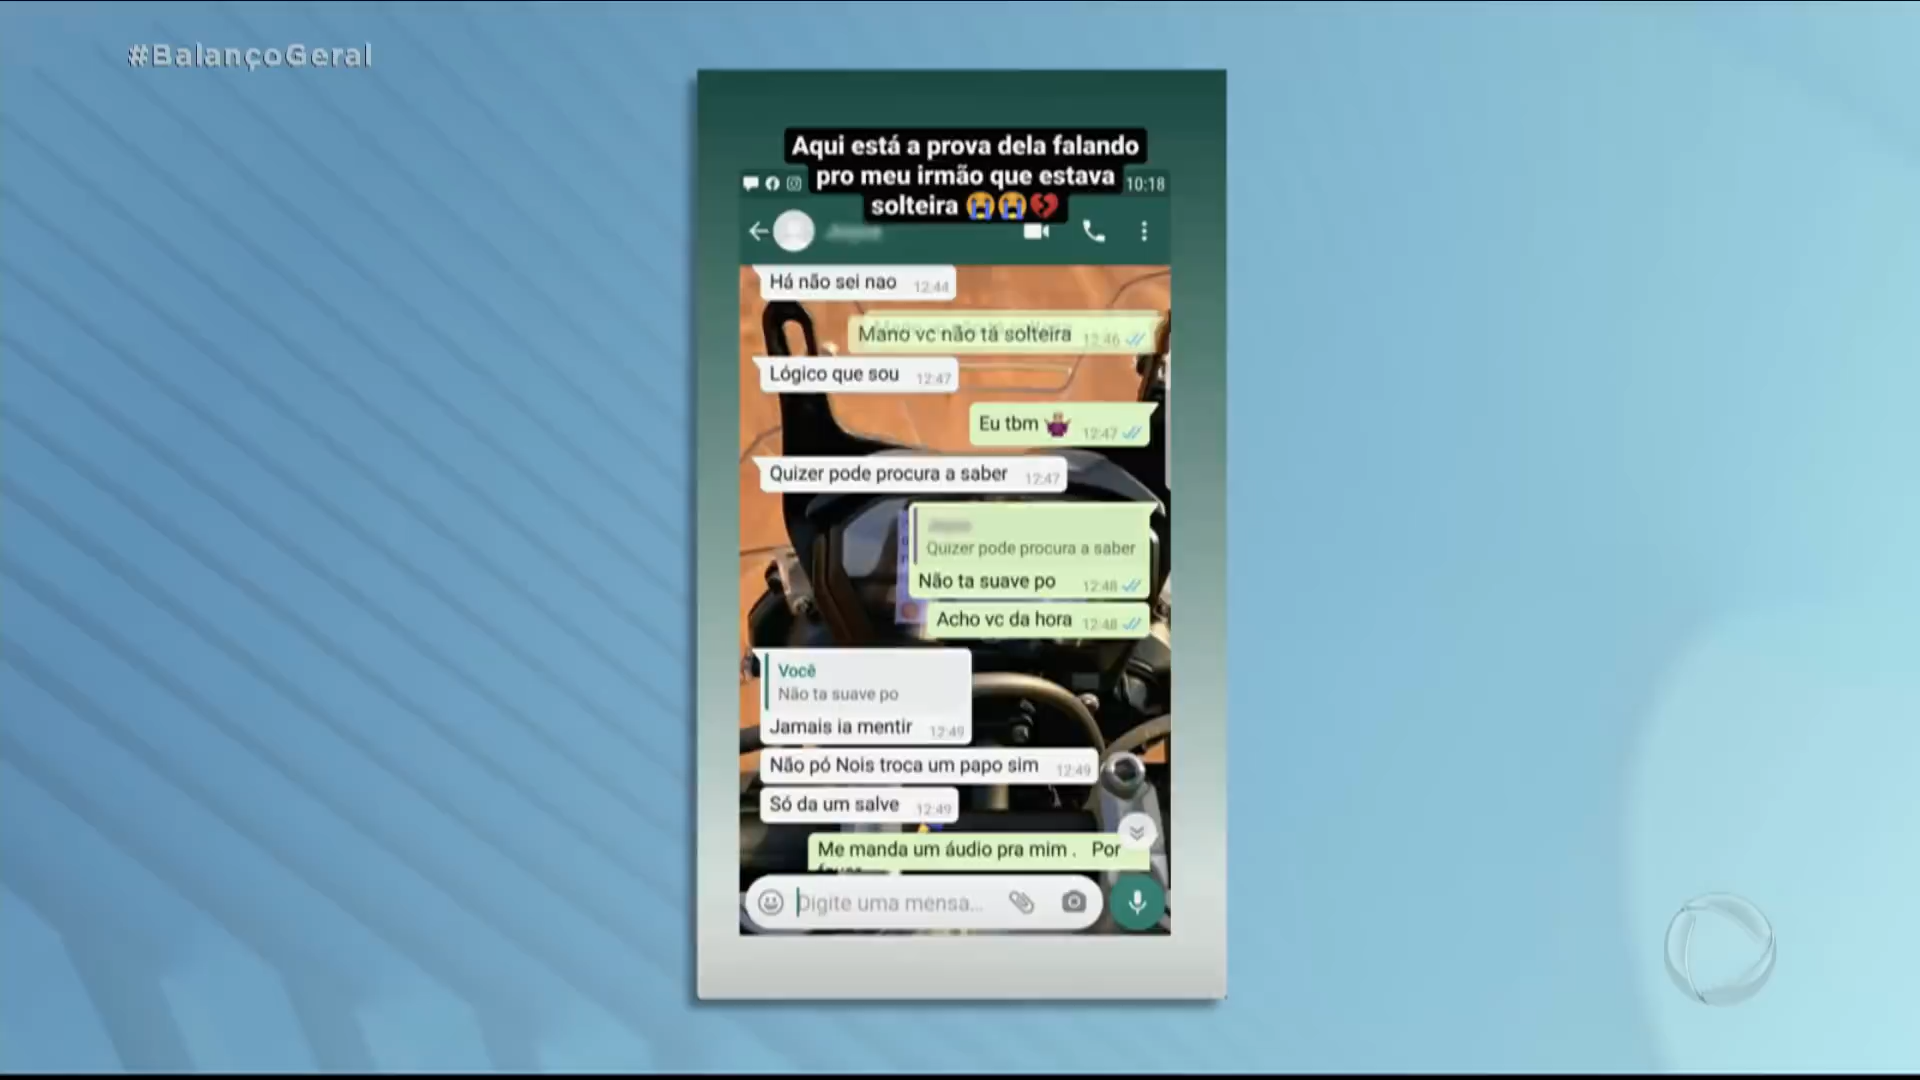 #BalançoGeral
Aqui está a prova dela falando
pro meu irmão que estava
solteira 😭😭💔
10:18
Há não sei nao 12:44
Mano vc não tá solteira 12:46
Lógico que sou 12:47
Eu tbm 🤷 12:47
Quizer pode procura a saber 12:47
Quizer pode procura a saber
Não ta suave po 12:48
Acho vc da hora 12:48
Você
Não ta suave po
Jamais ia mentir 12:49
Não pó Nois troca um papo sim 12:49
Só da um salve 12:49
Me manda um áudio pra mim . Por
Digite uma mensa...